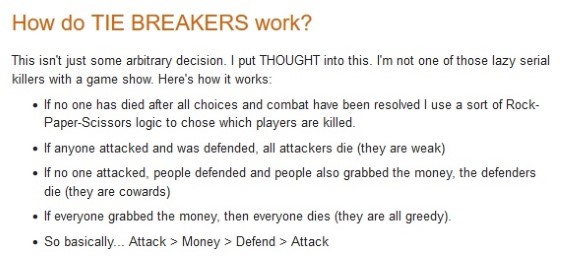 How do TIE BREAKERS work?
This isn't just some arbitrary decision. I put THOUGHT into this. I'm not one of those lazy serial
killers with a game show. Here's how it works:
• If no one has died after all choices and combat have been resolved I use a sort of Rock-
Paper-Scissors logic to chose which players are killed.
• If anyone attacked and was defended, all attackers die (they are weak)
• If no one attacked, people defended and people also grabbed the money, the defenders
die (they are cowards)
• If everyone grabbed the money, then everyone dies (they are all greedy).
• So basically... Attack > Money > Defend > Attack